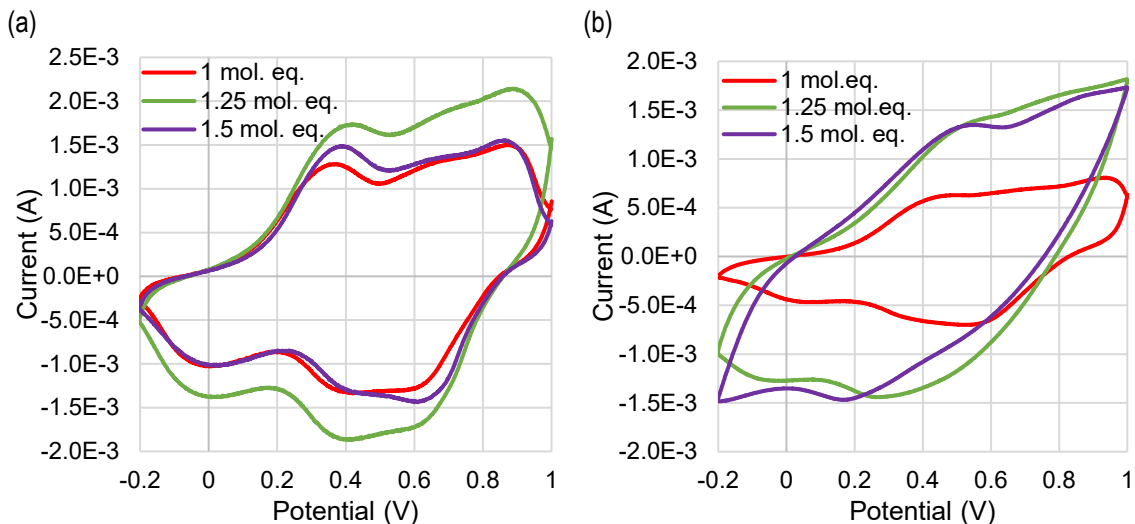 (a)
2.5E-3
2.0E-3
1.5E-3
1.0E-3
5.0E-4
0.0E+0
-5.0E-4
-1.0E-3
-1.5E-3
-2.0E-3
Current (A)
1 mol. eq.
1.25 mol. eq.
1.5 mol. eq.
-0.2 0 0.2 0.4 0.6 0.8 1
Potential (V)
(b)
2.0E-3
1.5E-3
1.0E-3
5.0E-4
0.0E+0
-5.0E-4
-1.0E-3
-1.5E-3
-2.0E-3
Current (A)
1 mol.eq.
1.25 mol.eq.
1.5 mol. eq.
-0.2 0 0.2 0.4 0.6 0.8 1
Potential (V)